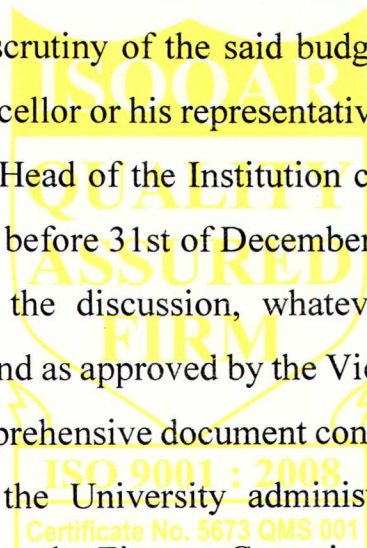 scrutiny of the said budg
cellor or his representativ
Head of the Institution c
before 31st of December
the discussion, whatev
nd as approved by the Vic
prehensive document con
the University administ
ISOQAR
QUALITY
ASSURED
FIRM
ISO 9001 : 2008
Certificate No. 5673 QMS 001